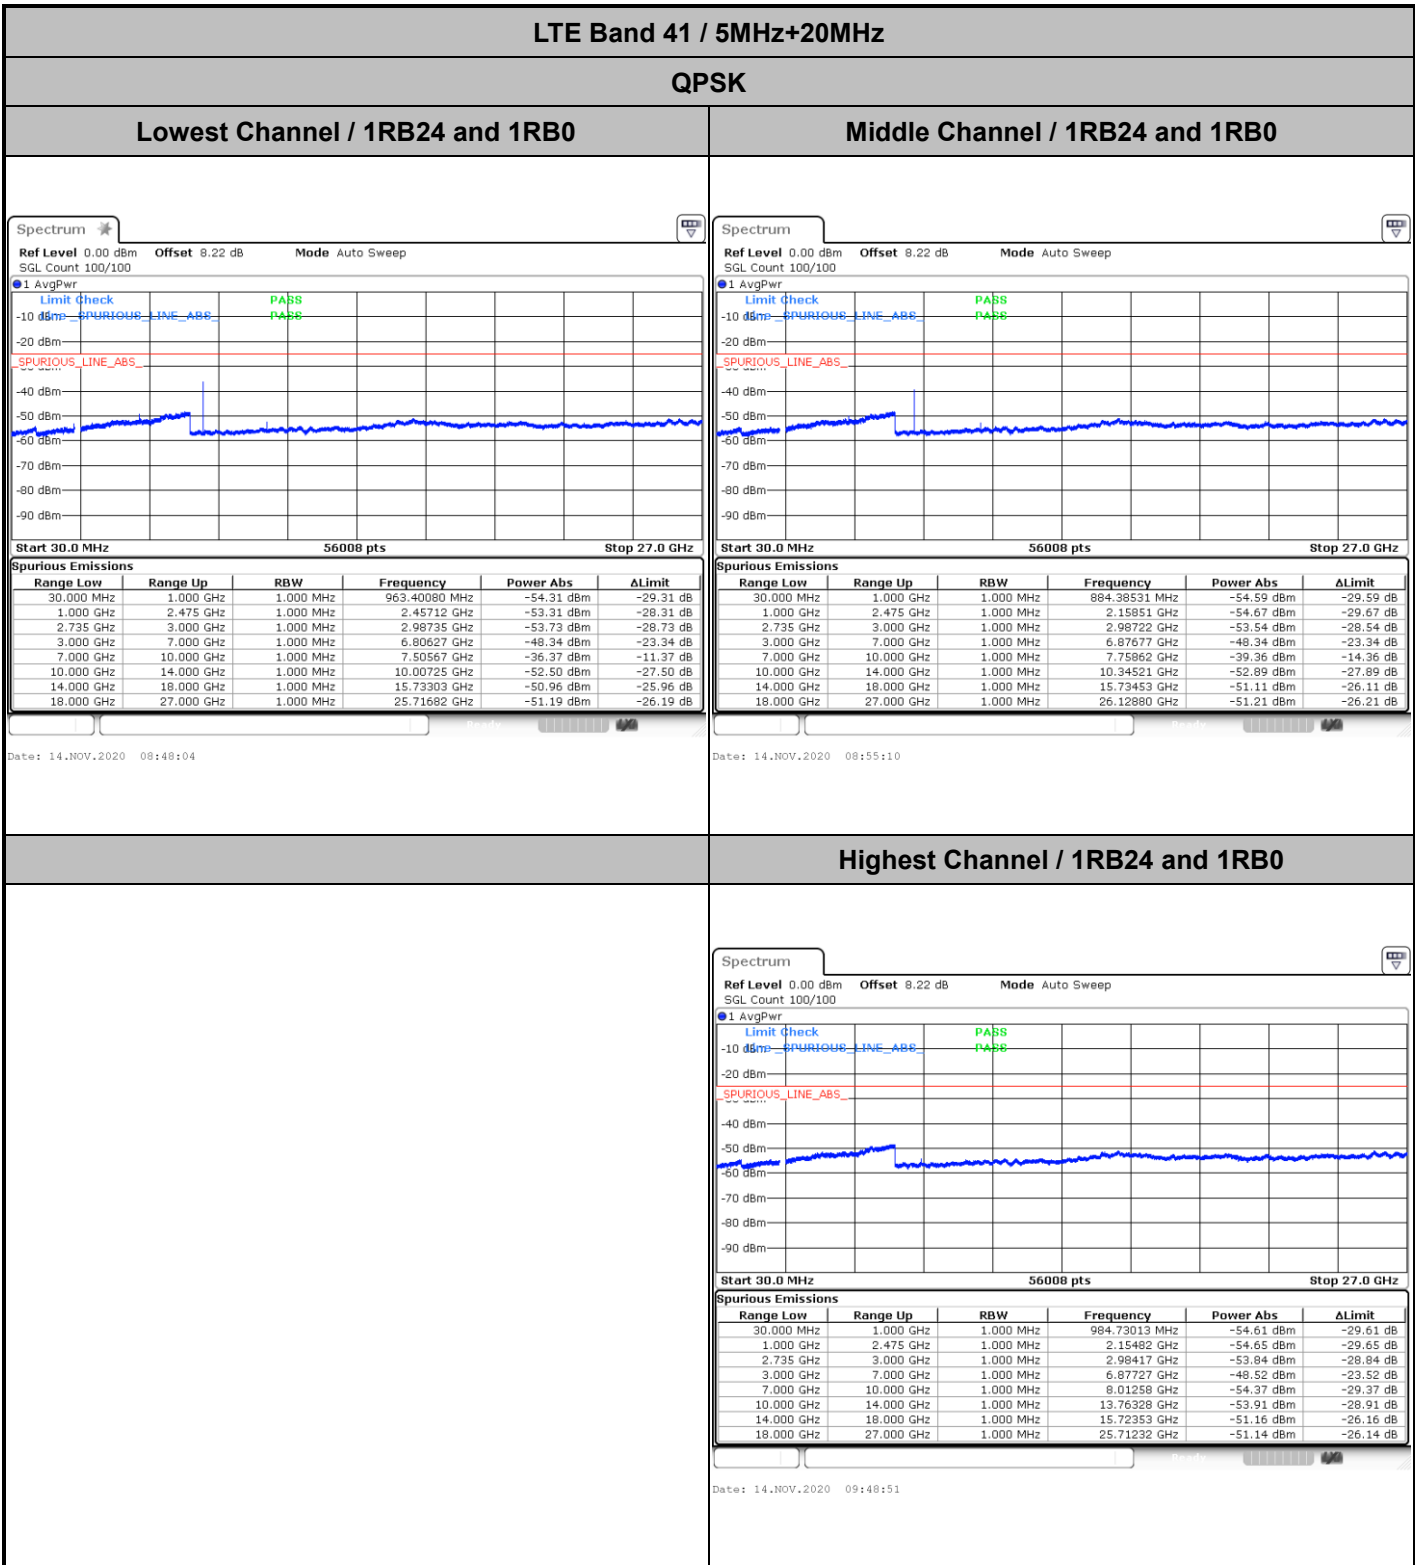 LTE Band 41 / 5MHz+20MHz
QPSK
Lowest Channel / 1RB24 and 1RB0
Middle Channel / 1RB24 and 1RB0
Spectrum
Ref Level 0.00 dBm Offset 8.22 dB Mode Auto Sweep
SGL Count 100/100
1 AvgPwr
Limit Check PASS
-10 dBm Line _SPURIOUS_LINE_ABS_ PASS
-20 dBm
_SPURIOUS_LINE_ABS_
-40 dBm
-50 dBm
-60 dBm
-70 dBm
-80 dBm
-90 dBm
Start 30.0 MHz 56008 pts Stop 27.0 GHz
Spurious Emissions
Range Low Range Up RBW Frequency Power Abs ΔLimit
30.000 MHz 1.000 GHz 1.000 MHz 963.40080 MHz -54.31 dBm -29.31 dB
1.000 GHz 2.475 GHz 1.000 MHz 2.45712 GHz -53.31 dBm -28.31 dB
2.735 GHz 3.000 GHz 1.000 MHz 2.98735 GHz -53.73 dBm -28.73 dB
3.000 GHz 7.000 GHz 1.000 MHz 6.80627 GHz -48.34 dBm -23.34 dB
7.000 GHz 10.000 GHz 1.000 MHz 7.50567 GHz -36.37 dBm -11.37 dB
10.000 GHz 14.000 GHz 1.000 MHz 10.00725 GHz -52.50 dBm -27.50 dB
14.000 GHz 18.000 GHz 1.000 MHz 15.73303 GHz -50.96 dBm -25.96 dB
18.000 GHz 27.000 GHz 1.000 MHz 25.71682 GHz -51.19 dBm -26.19 dB
Ready
Date: 14.NOV.2020 08:48:04
Spectrum
Ref Level 0.00 dBm Offset 8.22 dB Mode Auto Sweep
SGL Count 100/100
1 AvgPwr
Limit Check PASS
-10 dBm Line _SPURIOUS_LINE_ABS_ PASS
-20 dBm
_SPURIOUS_LINE_ABS_
-40 dBm
-50 dBm
-60 dBm
-70 dBm
-80 dBm
-90 dBm
Start 30.0 MHz 56008 pts Stop 27.0 GHz
Spurious Emissions
Range Low Range Up RBW Frequency Power Abs ΔLimit
30.000 MHz 1.000 GHz 1.000 MHz 884.38531 MHz -54.59 dBm -29.59 dB
1.000 GHz 2.475 GHz 1.000 MHz 2.15851 GHz -54.67 dBm -29.67 dB
2.735 GHz 3.000 GHz 1.000 MHz 2.98722 GHz -53.54 dBm -28.54 dB
3.000 GHz 7.000 GHz 1.000 MHz 6.87677 GHz -48.34 dBm -23.34 dB
7.000 GHz 10.000 GHz 1.000 MHz 7.75862 GHz -39.36 dBm -14.36 dB
10.000 GHz 14.000 GHz 1.000 MHz 10.34521 GHz -52.89 dBm -27.89 dB
14.000 GHz 18.000 GHz 1.000 MHz 15.73453 GHz -51.11 dBm -26.11 dB
18.000 GHz 27.000 GHz 1.000 MHz 26.12880 GHz -51.21 dBm -26.21 dB
Ready
Date: 14.NOV.2020 08:55:10
Highest Channel / 1RB24 and 1RB0
Spectrum
Ref Level 0.00 dBm Offset 8.22 dB Mode Auto Sweep
SGL Count 100/100
1 AvgPwr
Limit Check PASS
-10 dBm Line _SPURIOUS_LINE_ABS_ PASS
-20 dBm
_SPURIOUS_LINE_ABS_
-40 dBm
-50 dBm
-60 dBm
-70 dBm
-80 dBm
-90 dBm
Start 30.0 MHz 56008 pts Stop 27.0 GHz
Spurious Emissions
Range Low Range Up RBW Frequency Power Abs ΔLimit
30.000 MHz 1.000 GHz 1.000 MHz 984.73013 MHz -54.61 dBm -29.61 dB
1.000 GHz 2.475 GHz 1.000 MHz 2.15482 GHz -54.65 dBm -29.65 dB
2.735 GHz 3.000 GHz 1.000 MHz 2.98417 GHz -53.84 dBm -28.84 dB
3.000 GHz 7.000 GHz 1.000 MHz 6.87727 GHz -48.52 dBm -23.52 dB
7.000 GHz 10.000 GHz 1.000 MHz 8.01258 GHz -54.37 dBm -29.37 dB
10.000 GHz 14.000 GHz 1.000 MHz 13.76328 GHz -53.91 dBm -28.91 dB
14.000 GHz 18.000 GHz 1.000 MHz 15.72353 GHz -51.16 dBm -26.16 dB
18.000 GHz 27.000 GHz 1.000 MHz 25.71232 GHz -51.14 dBm -26.14 dB
Ready
Date: 14.NOV.2020 09:48:51